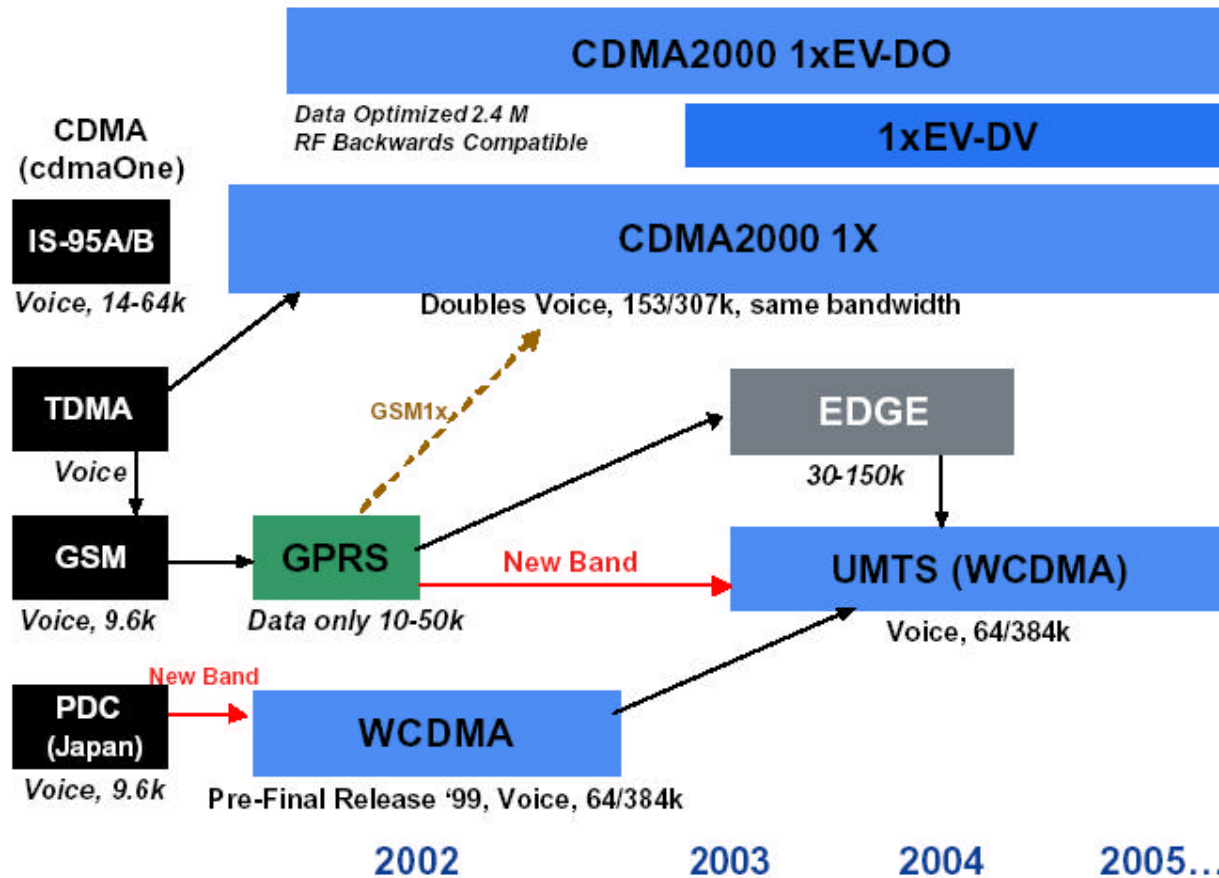 CDMA2000 1xEV-DO
Data Optimized 2.4 M
RF Backwards Compatible
1xEV-DV
CDMA
(cdmaOne)
IS-95A/B
Voice, 14-64k
CDMA2000 1X
Doubles Voice, 153/307k, same bandwidth
TDMA
Voice
GSM1x
EDGE
30-150k
GSM
Voice, 9.6k
GPRS
Data only 10-50k
New Band
UMTS (WCDMA)
Voice, 64/384k
New Band
PDC
(Japan)
Voice, 9.6k
WCDMA
Pre-Final Release ‘99, Voice, 64/384k
2002 2003 2004 2005...